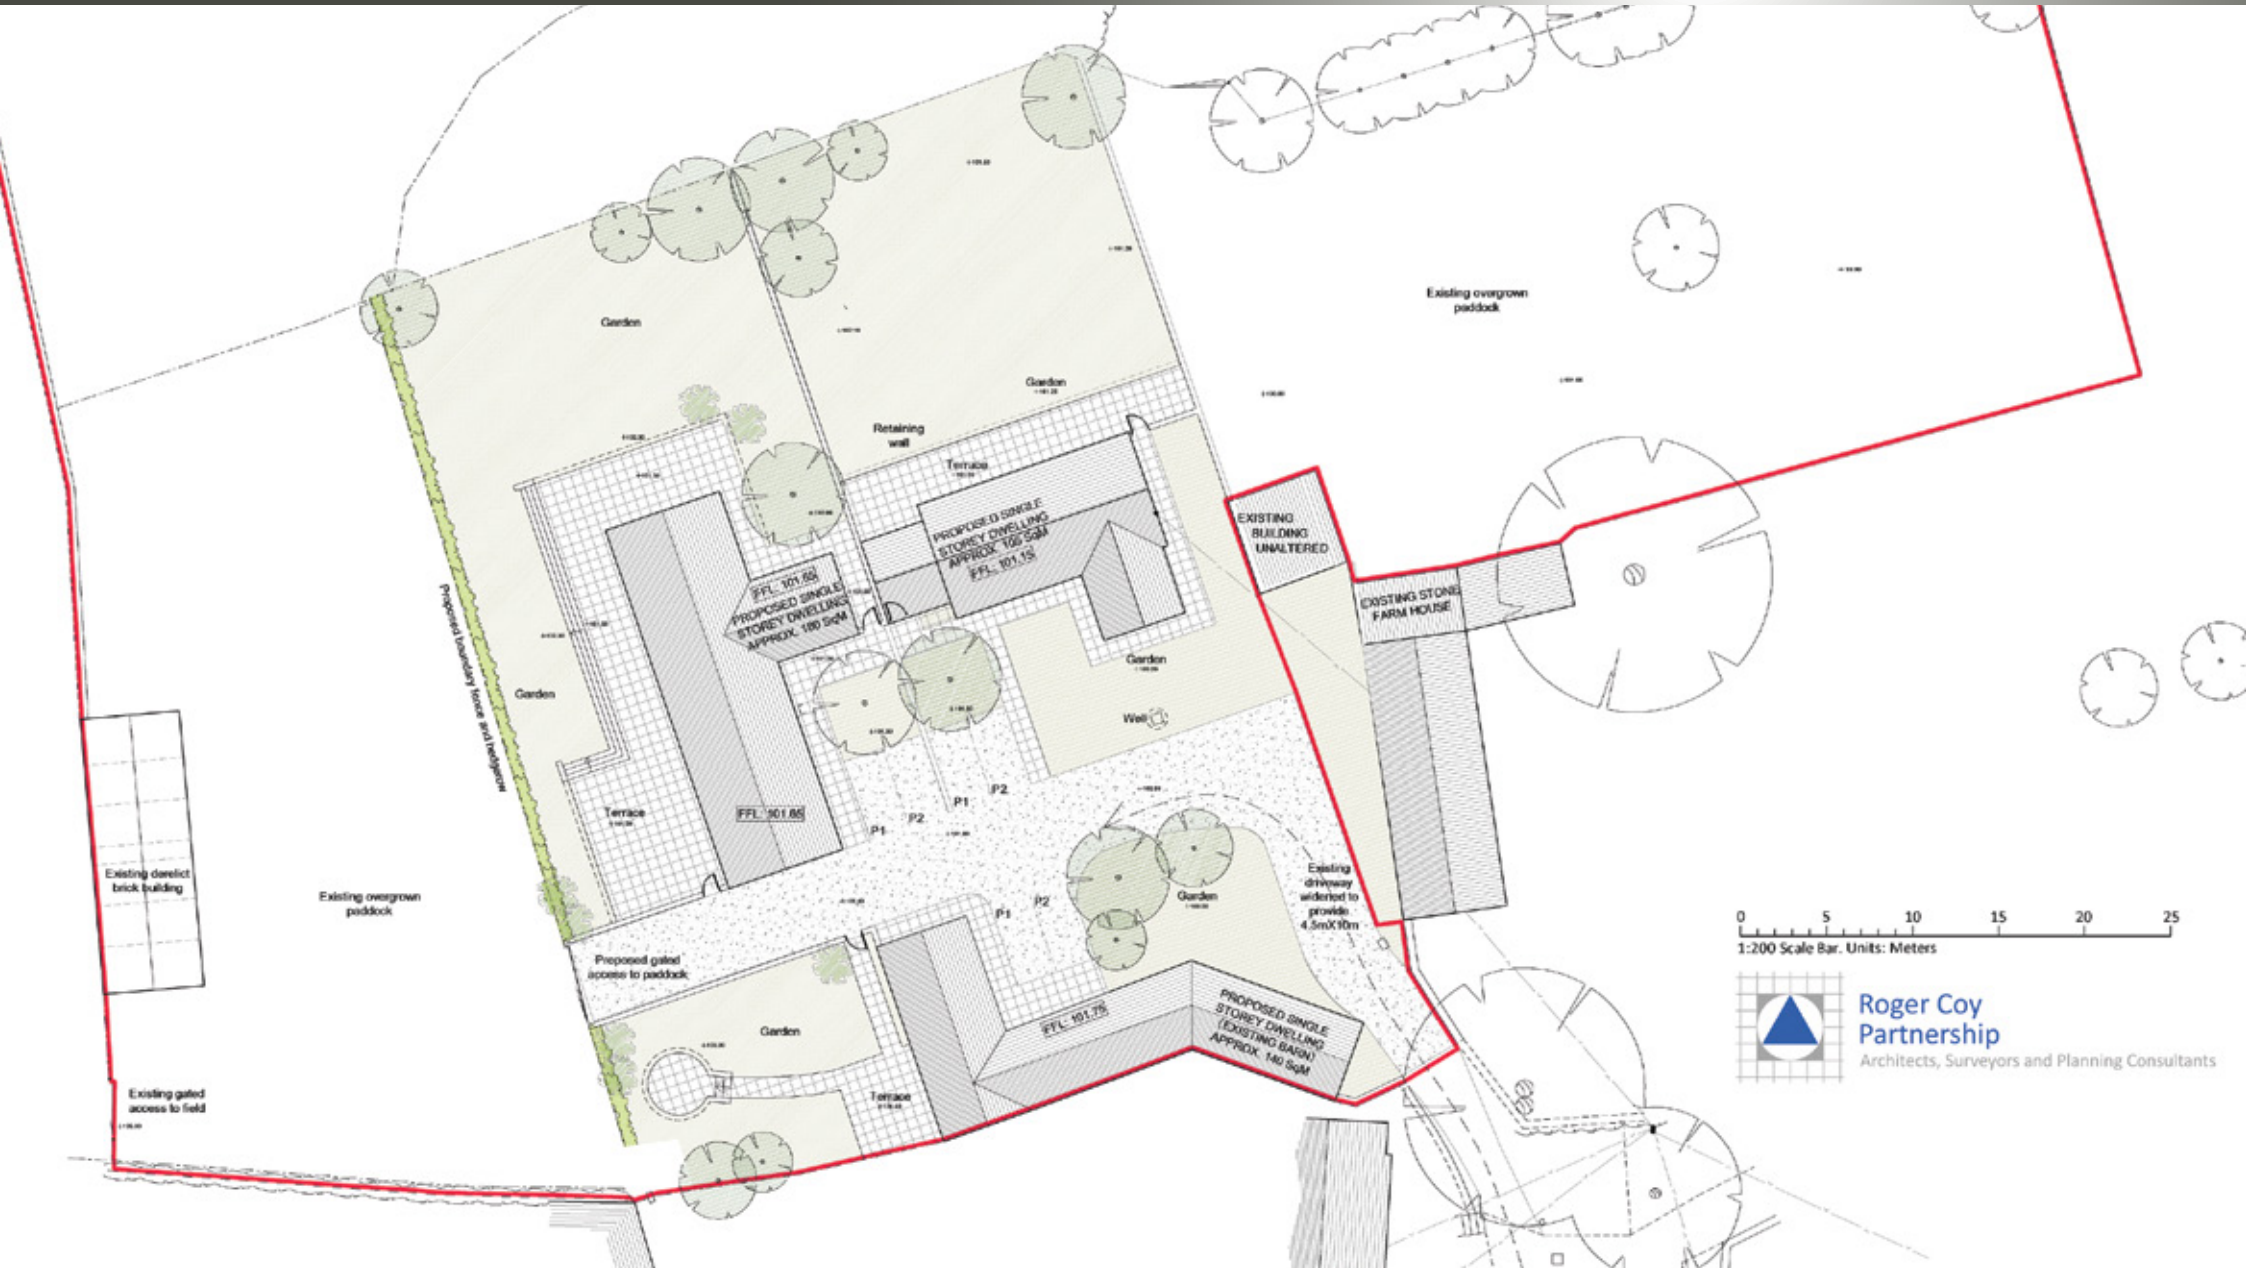 Garden
Existing overgrown
paddock
Garden
Retaining
wall
Terrace
PROPOSED SINGLE
STOREY DWELLING
FFL: 101.15
EXISTING
BUILDING
UNALTERED
EXISTING STONE
FARM HOUSE
FFL: 101.65
PROPOSED SINGLE
STOREY DWELLING
APPROX. 180 SqM
Proposed boundary fence and hedgerow
Garden
Garden
Well
P1
P2
P1
P2
Terrace
FFL: 101.65
Existing derelict
brick building
Existing overgrown
paddock
Existing
driveway
widened to
provide
4.5mX10m
Garden
P1
P2
Proposed gated
access to paddock
0 5 10 15 20 25
1:200 Scale Bar. Units: Meters
Roger Coy
Partnership
Architects, Surveyors and Planning Consultants
FFL: 101.75
PROPOSED SINGLE
STOREY DWELLING
(EXISTING BARN)
APPROX. 140 SqM
Garden
Terrace
Existing gated
access to field